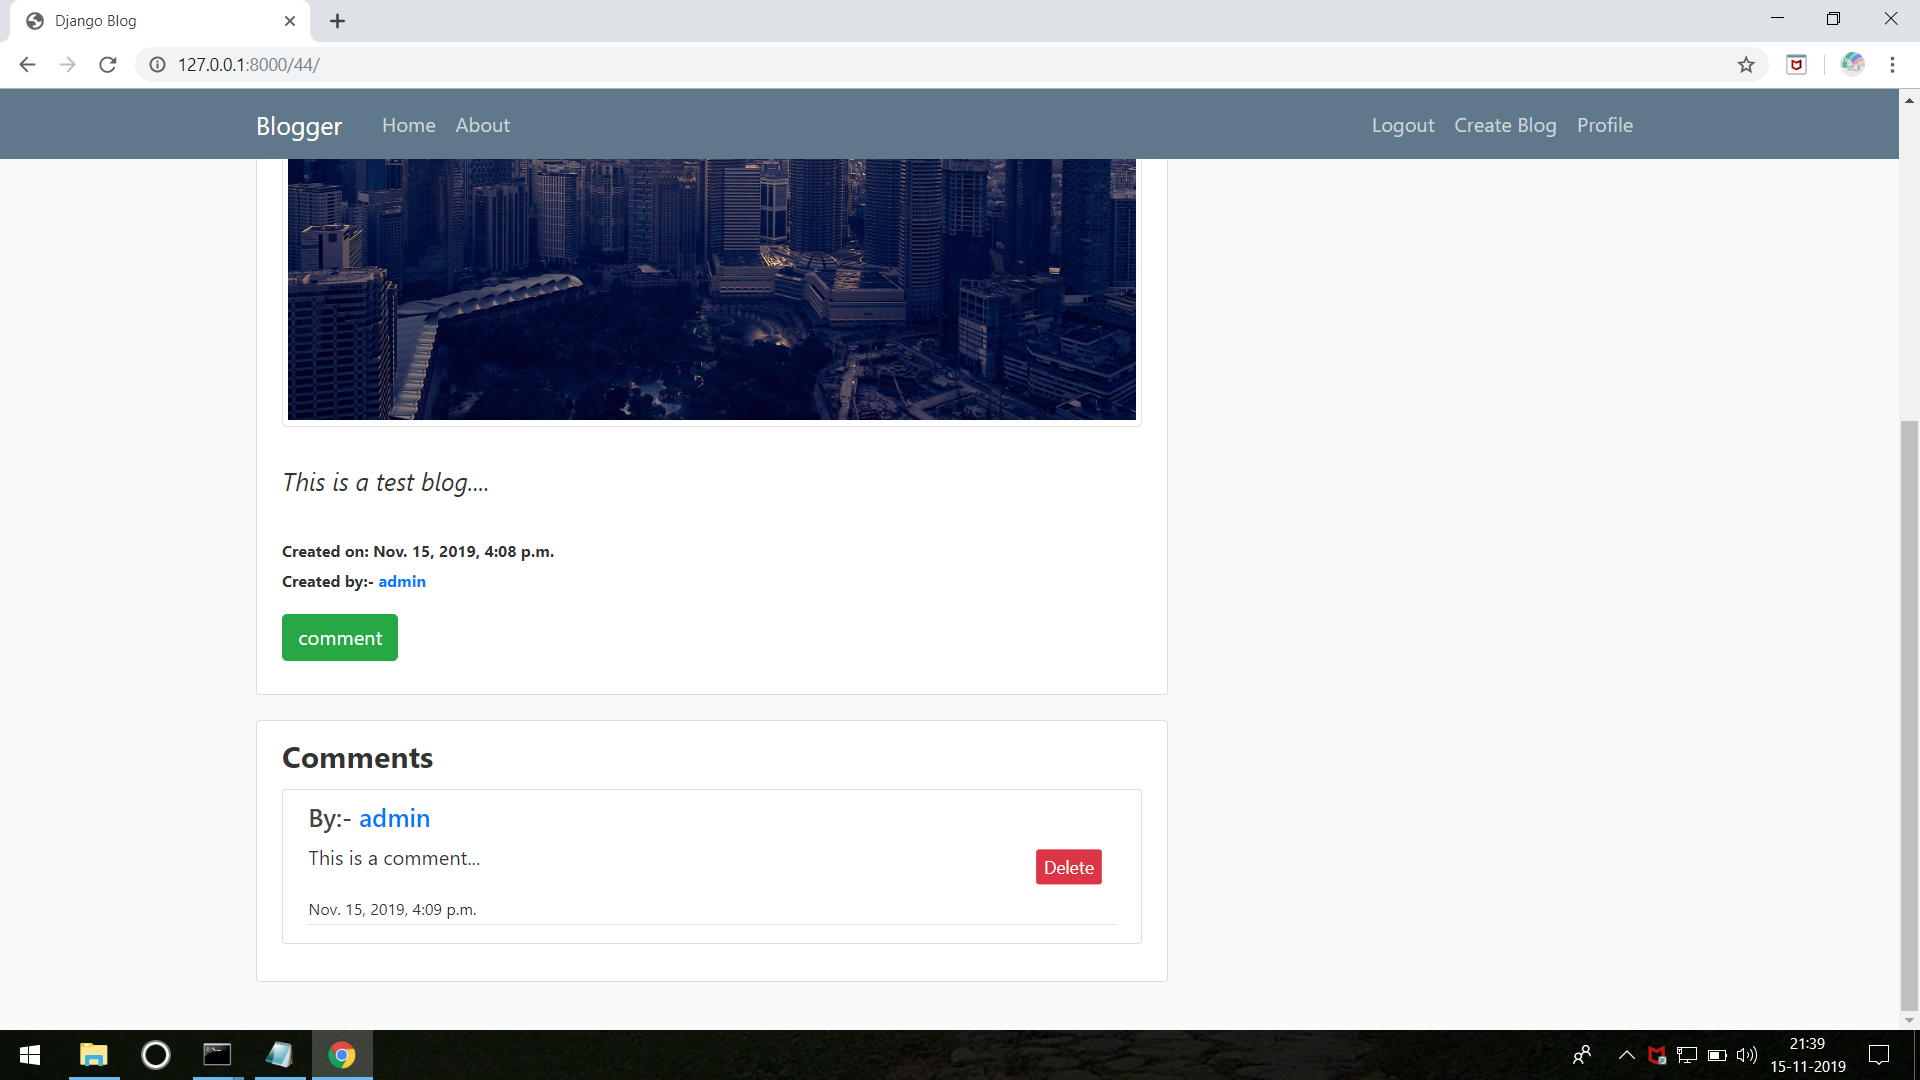 Django Blog
127.0.0.1:8000/44/
Blogger Home About Logout Create Blog Profile
This is a test blog....
Created on: Nov. 15, 2019, 4:08 p.m.
Created by:- admin
comment
Comments
By:- admin
This is a comment...
Delete
Nov. 15, 2019, 4:09 p.m.
21:39
15-11-2019